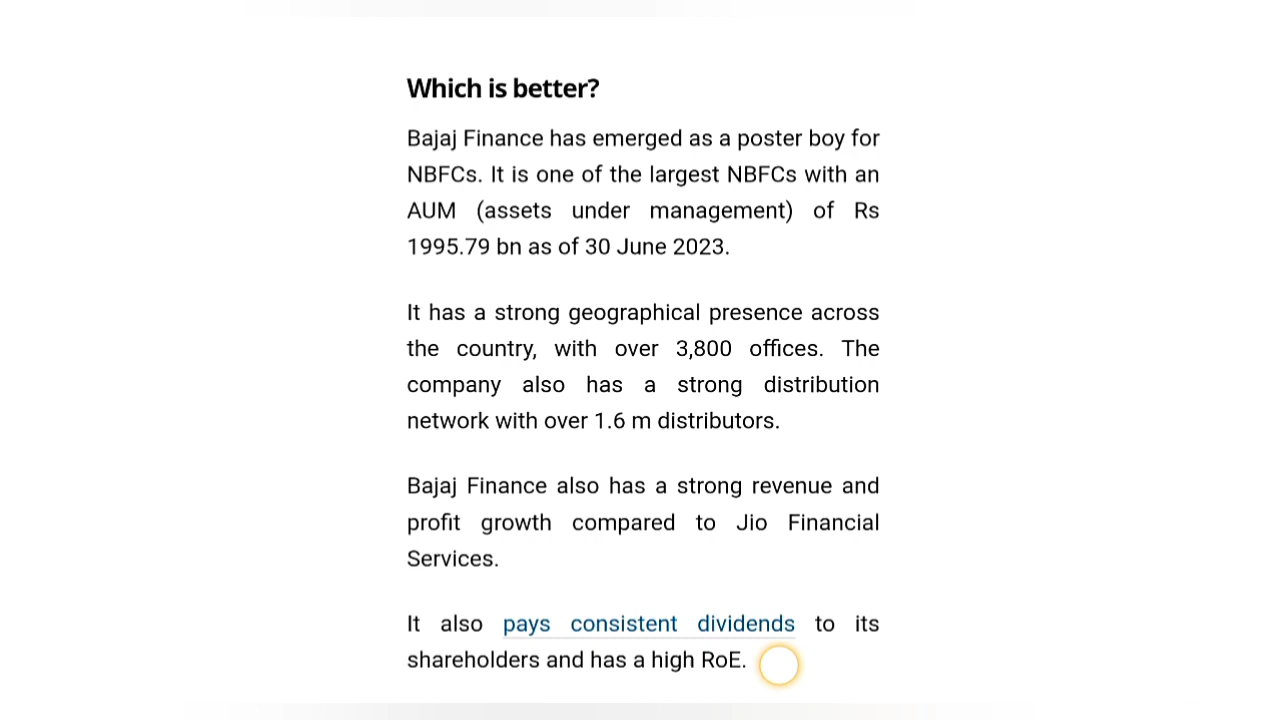 Which is better?
Bajaj Finance has emerged as a poster boy for
NBFCs. It is one of the largest NBFCs with an
AUM (assets under management) of Rs
1995.79 bn as of 30 June 2023.
It has a strong geographical presence across
the country, with over 3,800 offices. The
company also has a strong distribution
network with over 1.6 m distributors.
Bajaj Finance also has a strong revenue and
profit growth compared to Jio Financial
Services.
It also pays consistent dividends to its
shareholders and has a high RoE.